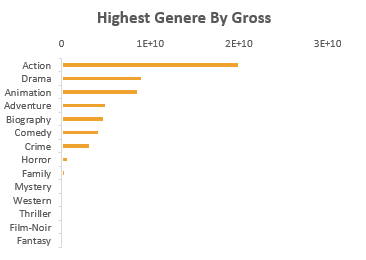 Highest Genere By Gross
0 1E+10 2E+10 3E+10
Action
Drama
Animation
Adventure
Biography
Comedy
Crime
Horror
Family
Mystery
Western
Thriller
Film-Noir
Fantasy